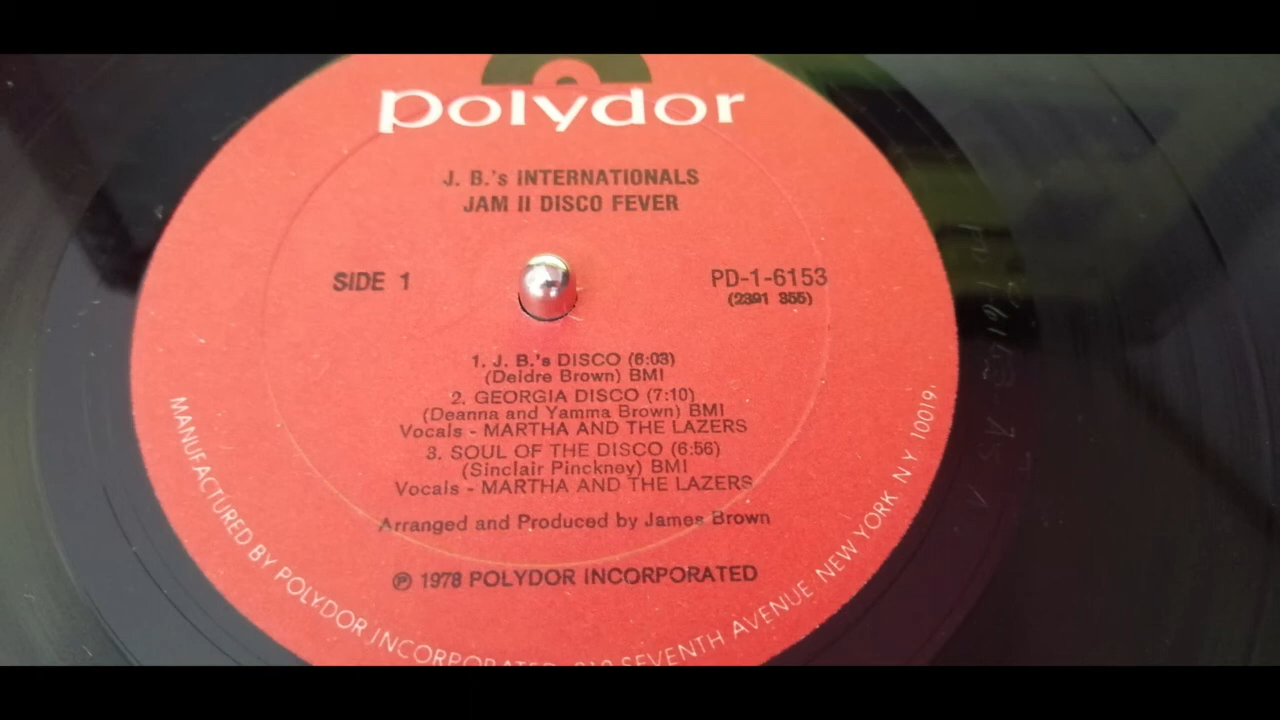 polydor
J. B.'s INTERNATIONALS
JAM II DISCO FEVER
SIDE 1
PD-1-6153
(2391 355)
1. J. B.'s DISCO (6:03)
(Deidre Brown) BMI
2. GEORGIA DISCO (7:10)
(Deanna and Yamma Brown) BMI
Vocals - MARTHA AND THE LAZERS
3. SOUL OF THE DISCO (6:56)
(Sinclair Pinckney) BMI
Vocals - MARTHA AND THE LAZERS
Arranged and Produced by James Brown
℗ 1978 POLYDOR INCORPORATED
MANUFACTURED BY POLYDOR INCORPORATED, 810 SEVENTH AVENUE NEW YORK N Y 10019.